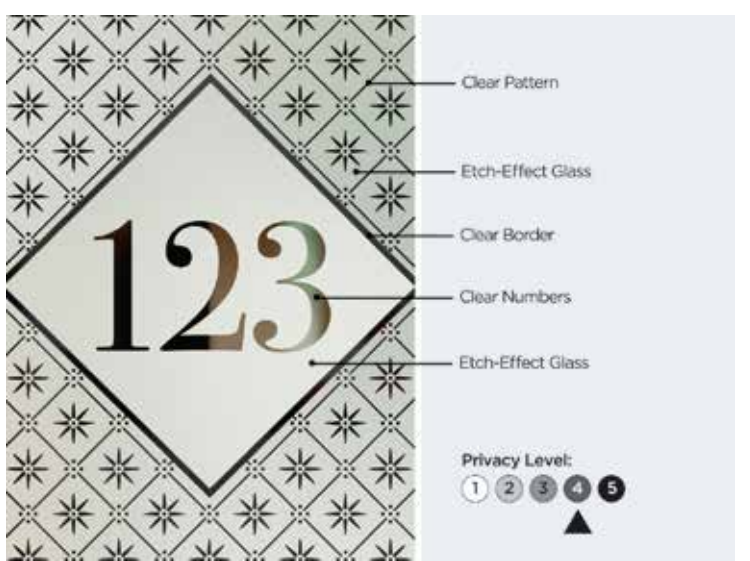 Clear Pattern
Etch-Effect Glass
Clear Border
123
Clear Numbers
Etch-Effect Glass
Privacy Level:
1 2 3 4 5